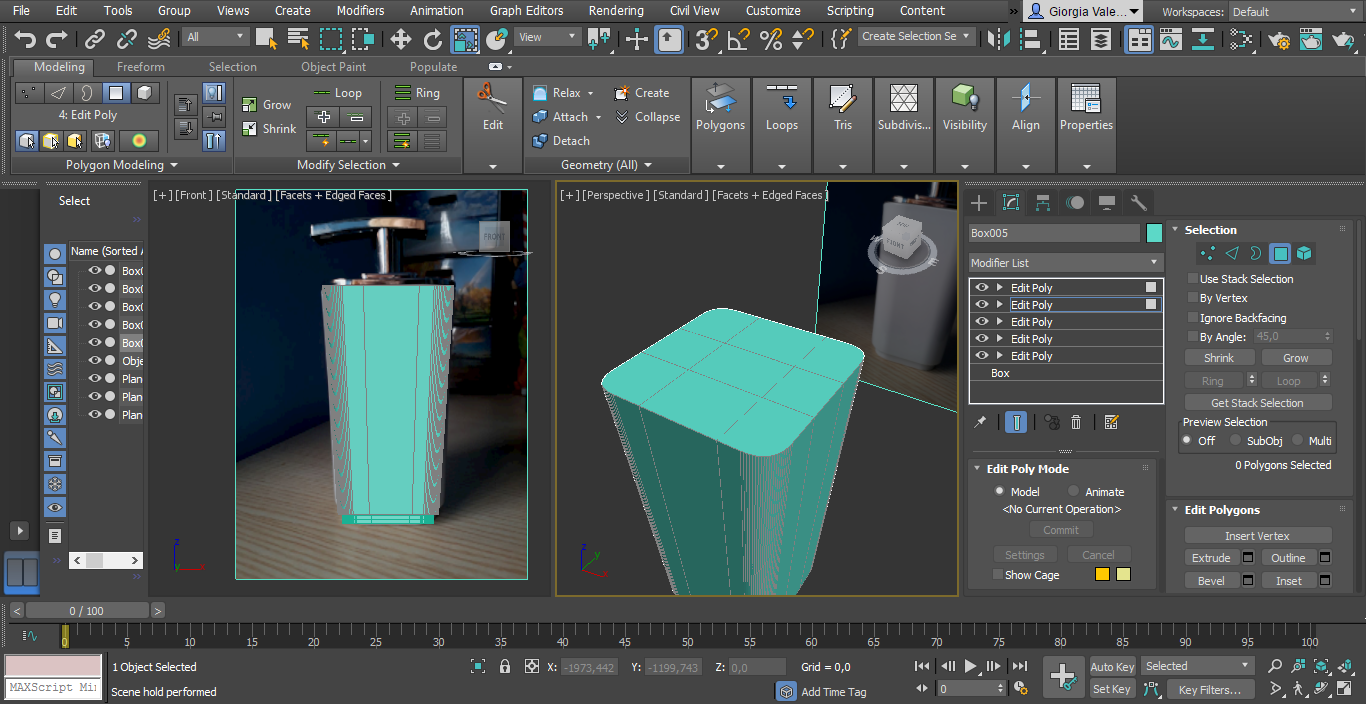 File Edit Tools Group Views Create Modifiers Animation Graph Editors Rendering Civil View Customize Scripting Content » Giorgia Vale... Workspaces: Default
All View Create Selection Se
Modeling Freeform Selection Object Paint Populate
4: Edit Poly
Polygon Modeling
Grow
Shrink
Loop Ring
Modify Selection
Edit
Relax Create
Attach Collapse
Detach
Geometry (All)
Polygons Loops Tris Subdivis... Visibility Align Properties
Select
Name (Sorted A
Box0
Box0
Box0
Box0
Box0
Obje
Plan
Plan
Plan
[+] [Front] [Standard] [Facets + Edged Faces]
FRONT
z
x
y
[+] [Perspective] [Standard] [Facets + Edged Faces]
FRONT
S
E
z
y
x
Box005
Modifier List
Edit Poly
Edit Poly
Edit Poly
Edit Poly
Edit Poly
Box
Edit Poly Mode
Model Animate
<No Current Operation>
Commit
Settings Cancel
Show Cage
Selection
Use Stack Selection
By Vertex
Ignore Backfacing
By Angle: 45,0
Shrink Grow
Ring Loop
Get Stack Selection
Preview Selection
Off SubObj Multi
0 Polygons Selected
Edit Polygons
Insert Vertex
Extrude Outline
Bevel Inset
< 0 / 100 >
0 5 10 15 20 25 30 35 40 45 50 55 60 65 70 75 80 85 90 95 100
1 Object Selected X: -1973,442 Y: -1199,743 Z: 0,0 Grid = 0,0 Auto Key Selected
MAXScript Mi
Scene hold performed Add Time Tag 0 Set Key Key Filters...